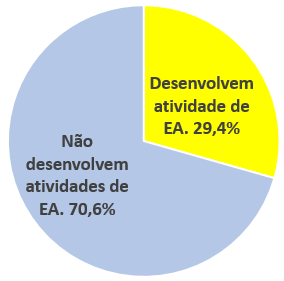 Desenvolvem
atividade de
EA. 29,4%
Não
desenvolvem
atividades de
EA. 70,6%